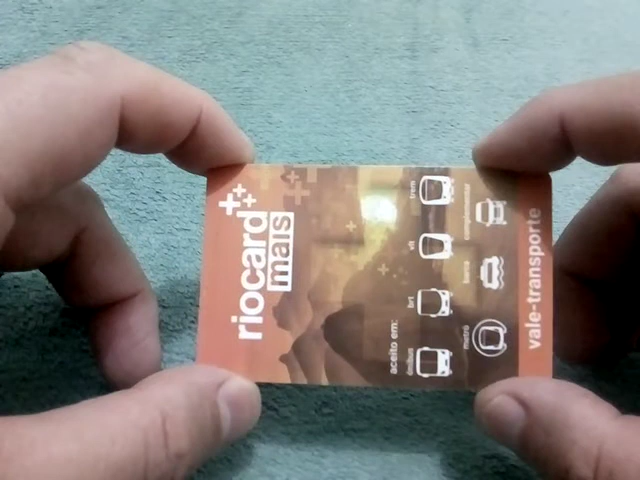 riocard
mais
aceito em:
ônibus
brt
vlt
trem
metrô
barca
complementar
vale-transporte